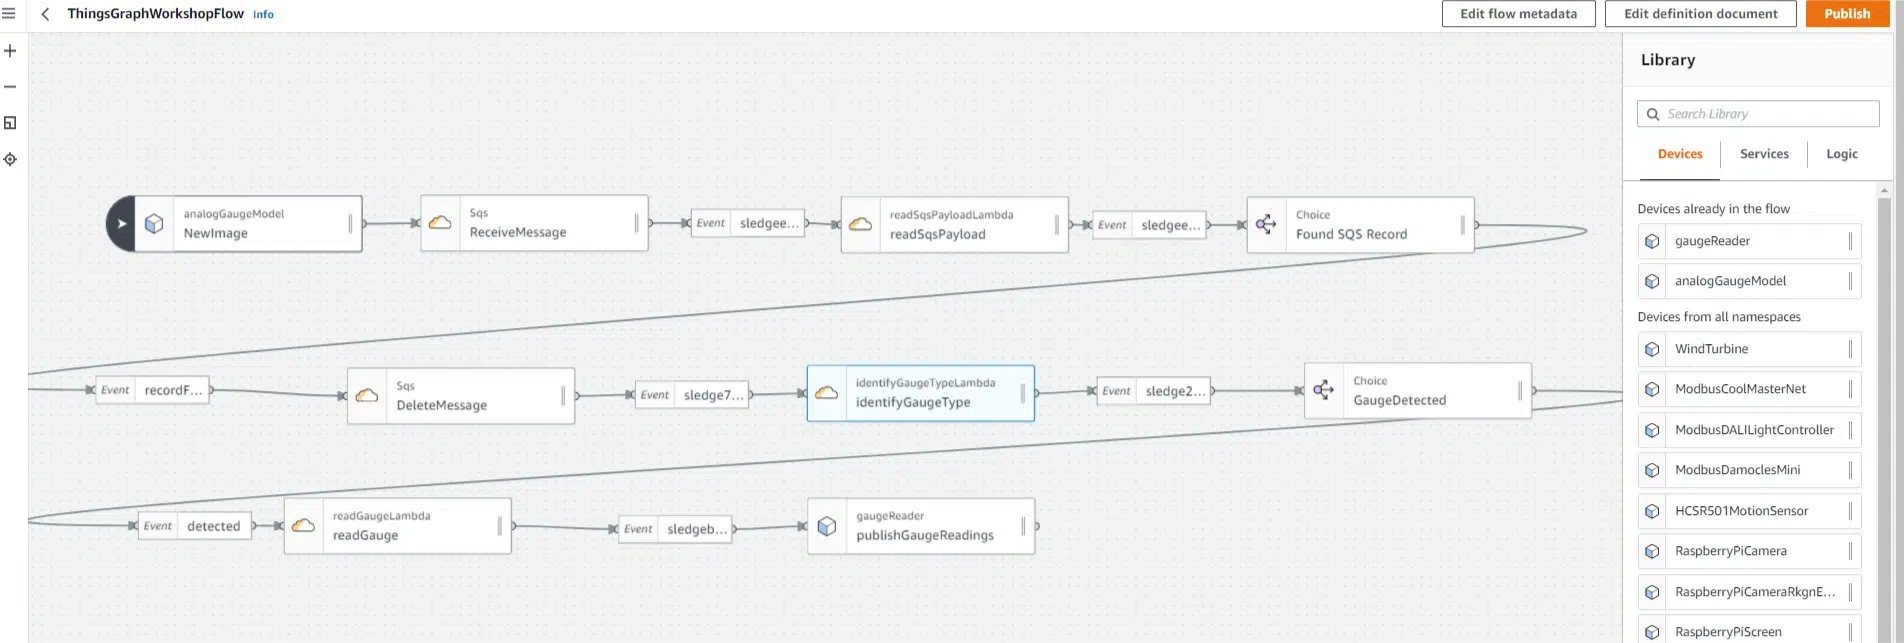 ThingsGraphWorkshopFlow Info
Edit flow metadata
Edit definition document
Publish
Library
Search Library
Devices
Services
Logic
analogGaugeModel
NewImage
Sqs
ReceiveMessage
Event sledgee...
readSqsPayloadLambda
readSqsPayload
Event sledgee...
Choice
Found SQS Record
Event recordF...
Sqs
DeleteMessage
Event sledge7...
identifyGaugeTypeLambda
identifyGaugeType
Event sledge2...
Choice
GaugeDetected
Event detected
readGaugeLambda
readGauge
Event sledgeb...
gaugeReader
publishGaugeReadings
Devices already in the flow
gaugeReader
analogGaugeModel
Devices from all namespaces
WindTurbine
ModbusCoolMasterNet
ModbusDALILightController
ModbusDamoclesMini
HCSR501MotionSensor
RaspberryPiCamera
RaspberryPiCameraRkgnE...
RaspberryPiScreen